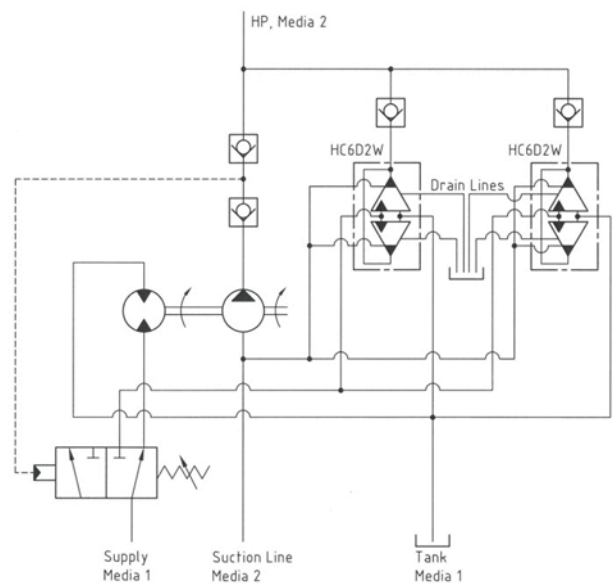 HP, Media 2
HC6D2W
HC6D2W
Drain Lines
Supply
Media 1
Suction Line
Media 2
Tank
Media 1